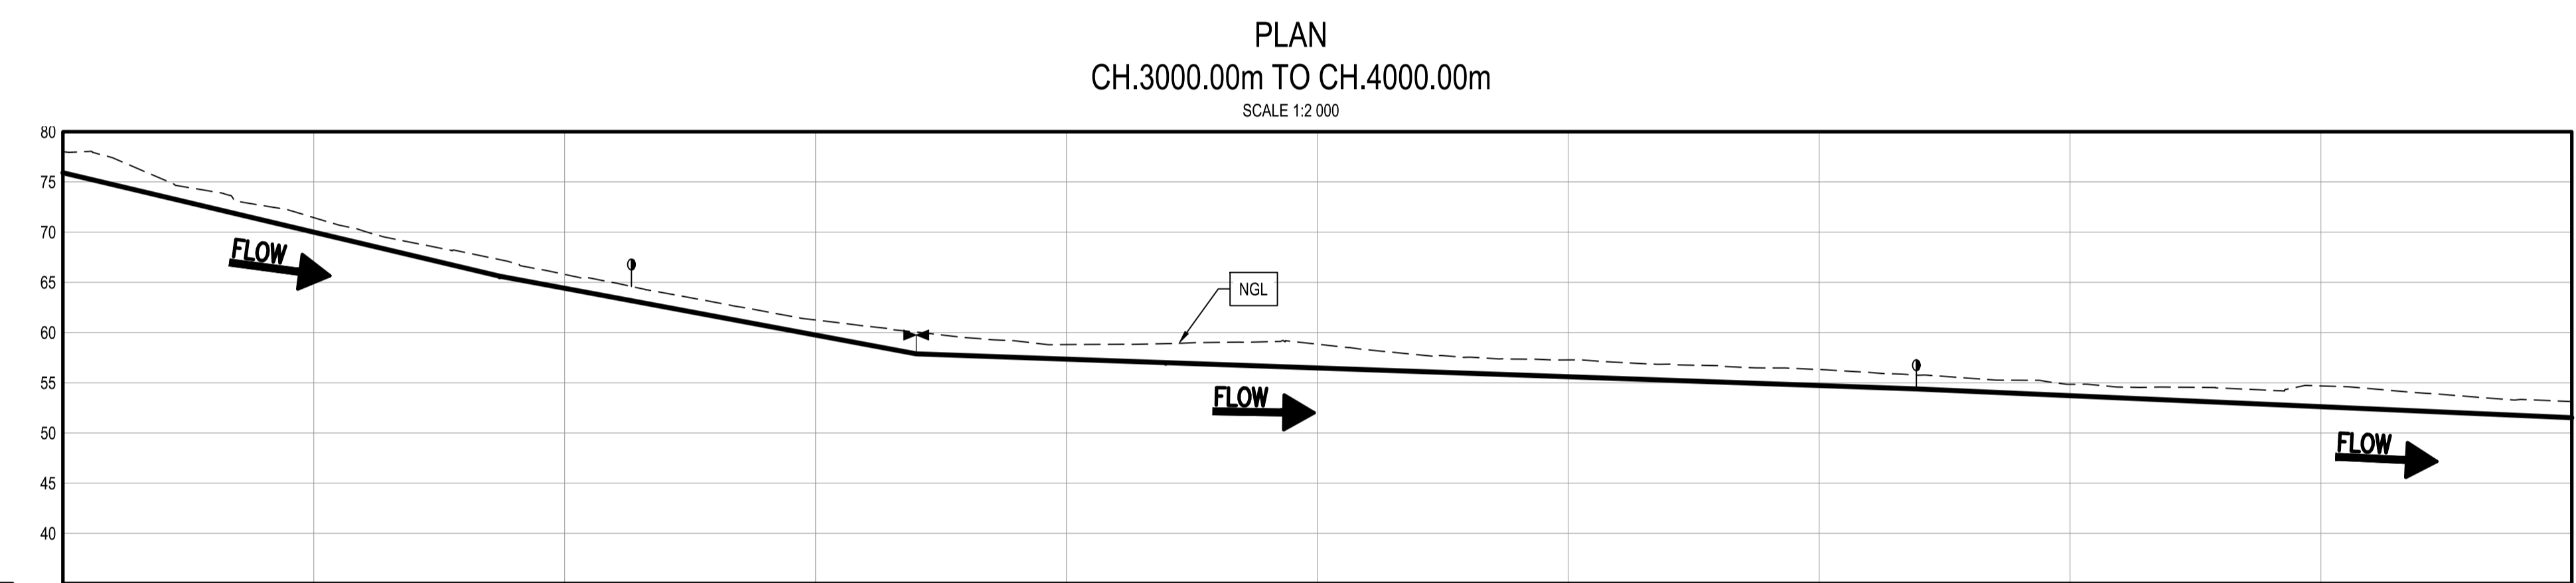 PLAN
CH.3000.00m TO CH.4000.00m
SCALE 1:2 000
80
75
70
FLOW
65
NGL
60
55
FLOW
50
FLOW
45
40